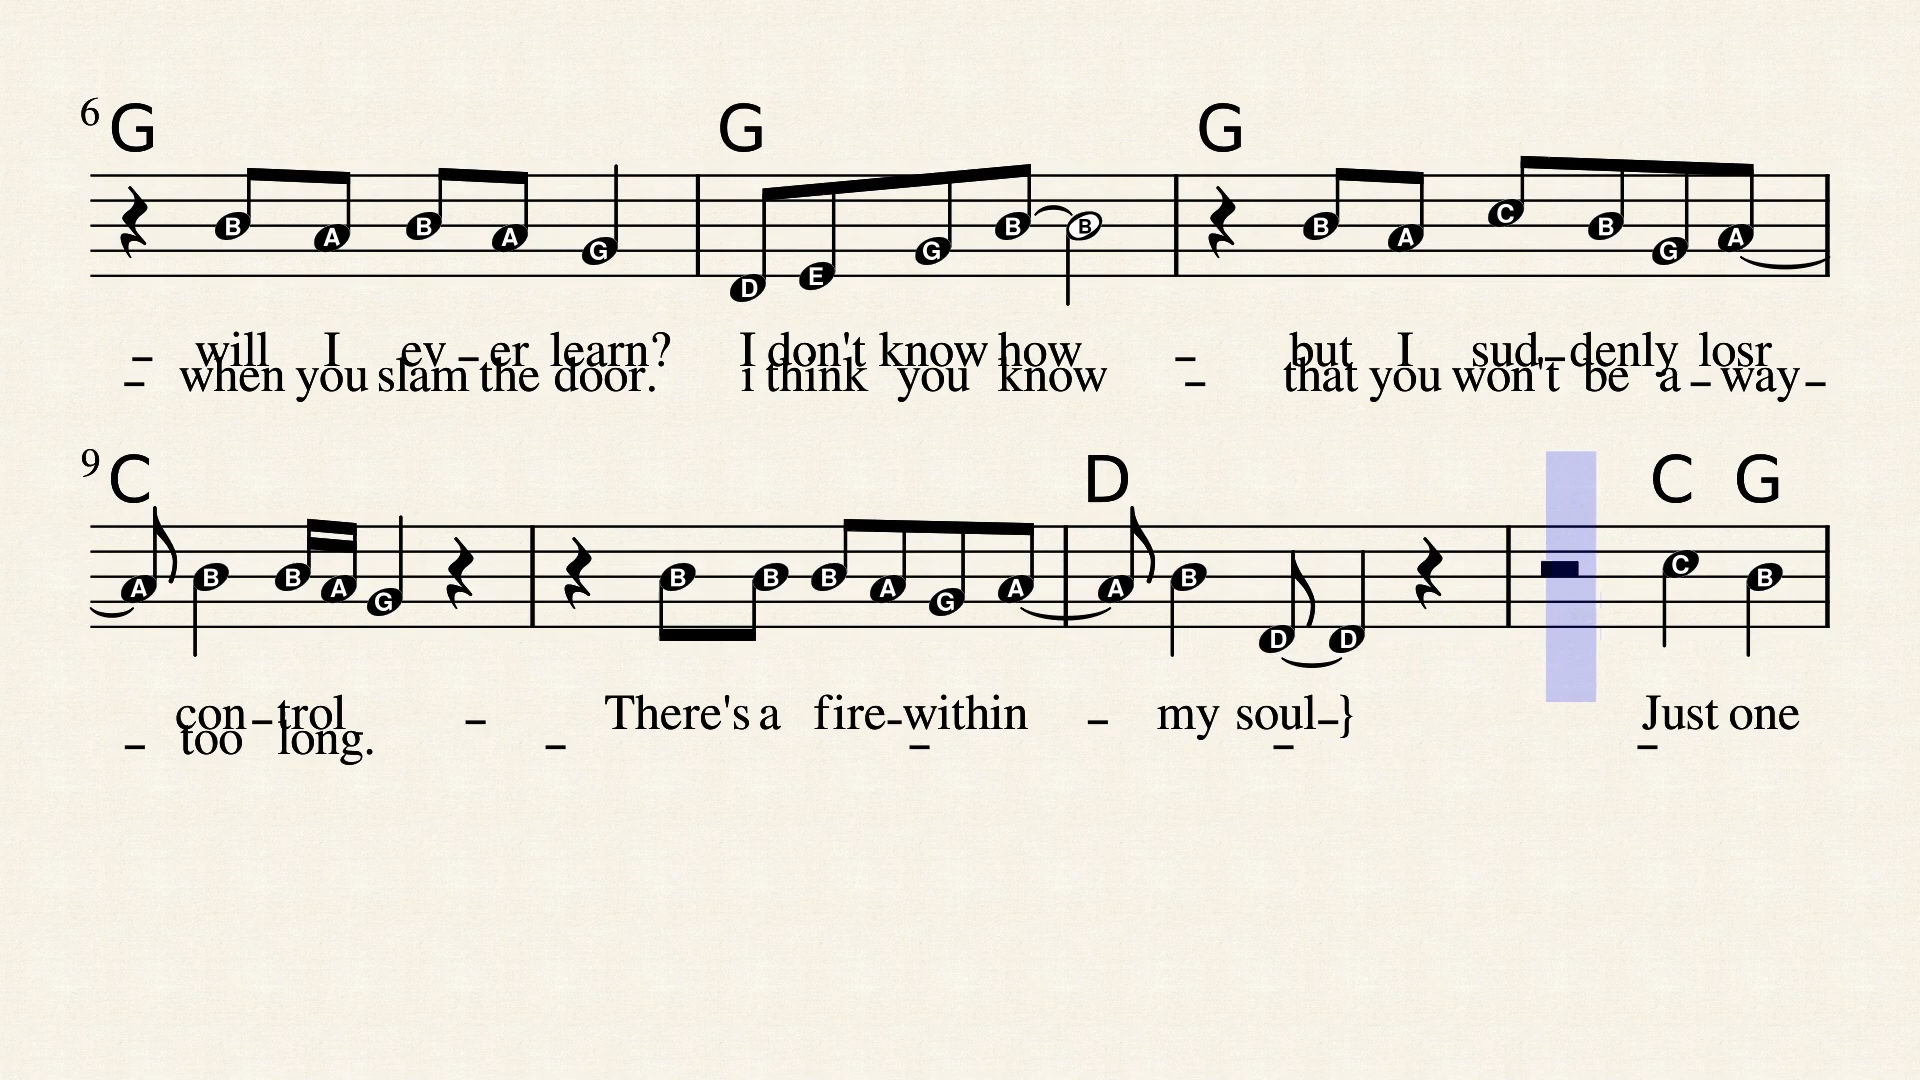 6 G G G
B A B A G D E G B B B A C B G A
– will I ev – er learn? I don't know how – but I sud – denly losr
– when you slam the door. i think you know – that you won't be a – way –
9 C D C G
A B B A G B B B A G A A B D D C B
con – trol – There's a fire – within – my soul – } Just one
– too long. – – – –